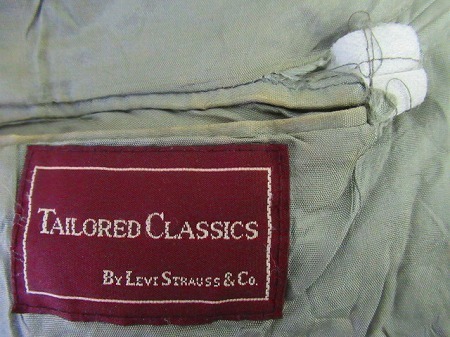 TAILORED CLASSICS
BY LEVI STRAUSS & CO.